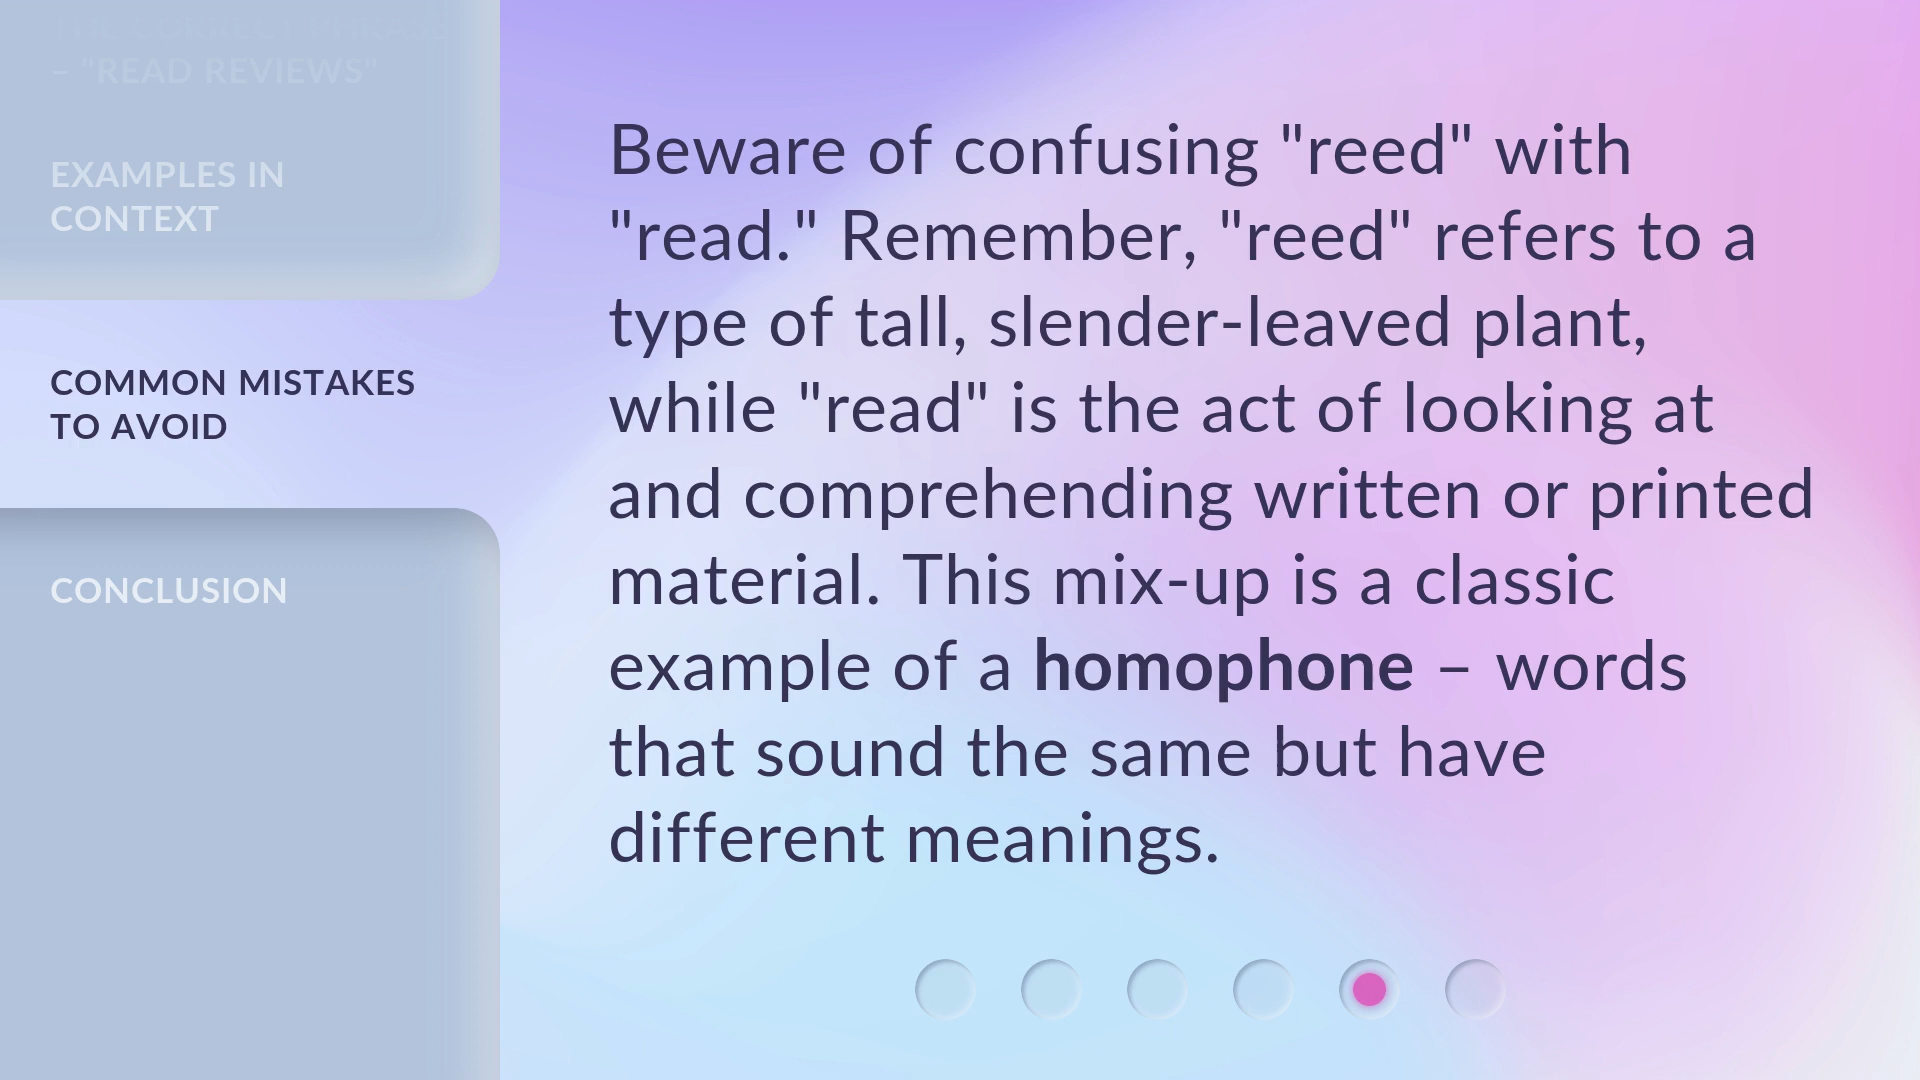 THE CORRECT PHRASE
– "READ REVIEWS"
EXAMPLES IN
CONTEXT
COMMON MISTAKES
TO AVOID
CONCLUSION
Beware of confusing "reed" with
"read." Remember, "reed" refers to a
type of tall, slender-leaved plant,
while "read" is the act of looking at
and comprehending written or printed
material. This mix-up is a classic
example of a homophone – words
that sound the same but have
different meanings.